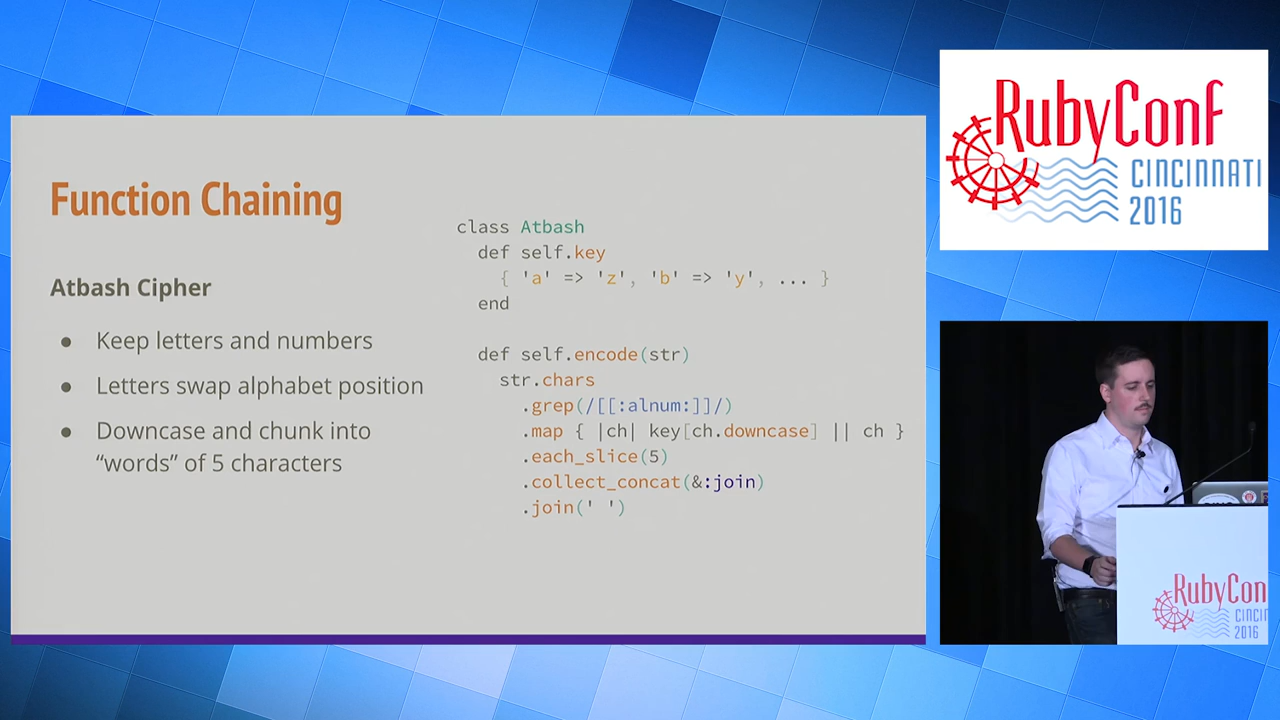 Function Chaining
Atbash Cipher
● Keep letters and numbers
● Letters swap alphabet position
● Downcase and chunk into
“words” of 5 characters
class Atbash
def self.key
{ 'a' => 'z', 'b' => 'y', ... }
end
def self.encode(str)
str.chars
.grep(/[[:alnum:]]/)
.map { |ch| key[ch.downcase] || ch }
.each_slice(5)
.collect_concat(&:join)
.join(' ')
RubyConf
CINCINNATI
2016
RubyCon
CINCIN
2016